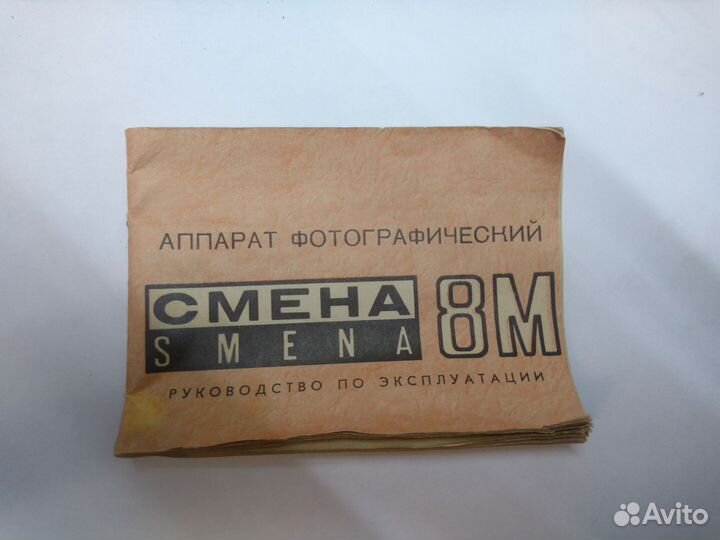 АППАРАТ ФОТОГРАФИЧЕСКИЙ
СМЕНА 8М
SMENA
РУКОВОДСТВО ПО ЭКСПЛУАТАЦИИ
Avito